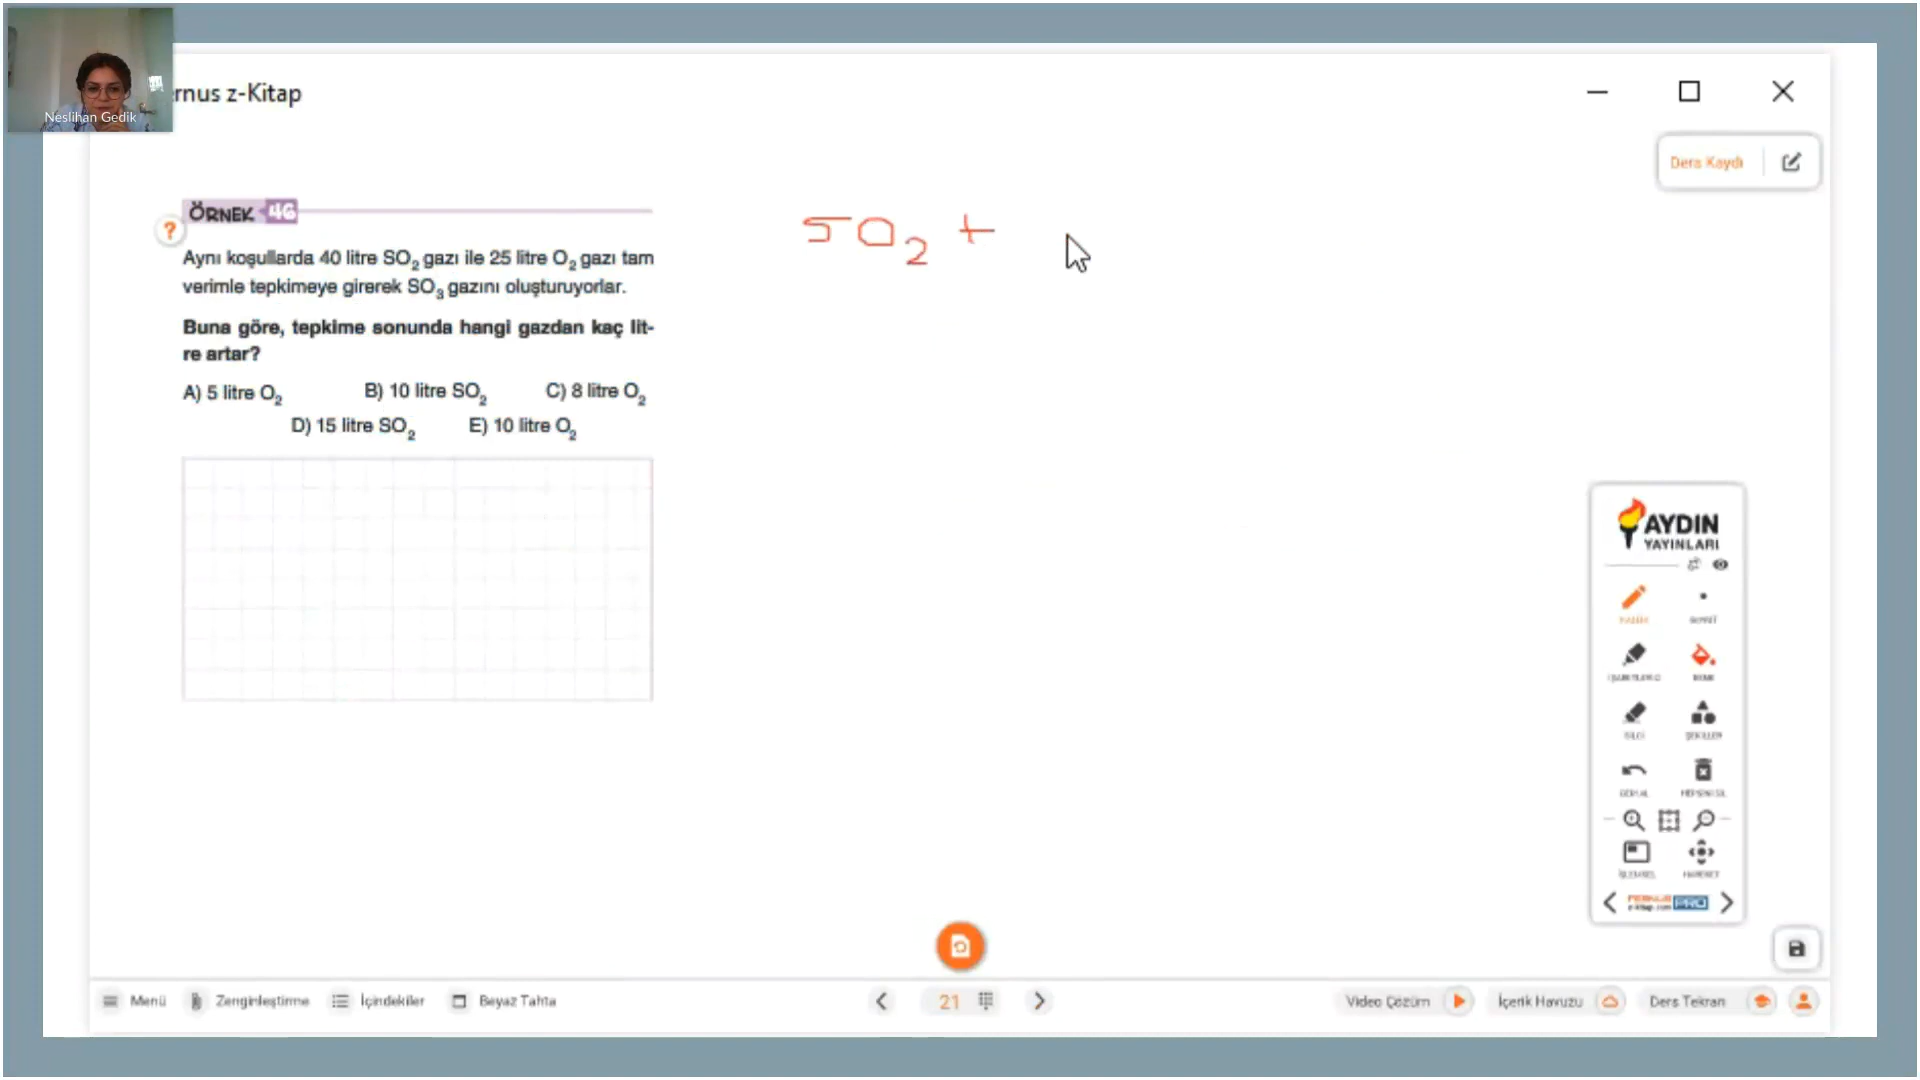 Neslihan Gedik
ernus z-Kitap
Ders Kaydı
ÖRNEK 46
?
Aynı koşullarda 40 litre SO₂ gazı ile 25 litre O₂ gazı tam
verimle tepkimeye girerek SO₃ gazını oluşturuyorlar.
Buna göre, tepkime sonunda hangi gazdan kaç lit-
re artar?
A) 5 litre O₂ B) 10 litre SO₂ C) 8 litre O₂
D) 15 litre SO₂ E) 10 litre O₂
SO₂ +
AYDIN
YAYINLARI
PRO
Menü Zenginleştirme İçindekiler Beyaz Tahta
21
Video Çözüm İçerik Havuzu Ders Tekrarı